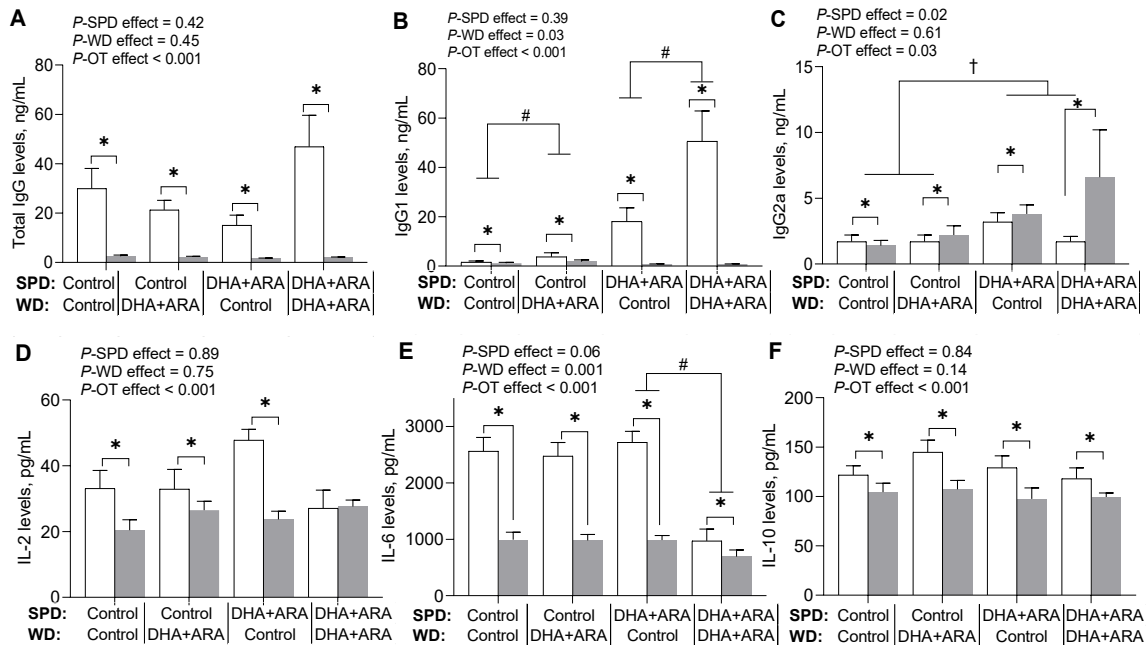 A
P-SPD effect = 0.42
P-WD effect = 0.45
P-OT effect < 0.001
Total IgG levels, ng/mL
80
60
40
20
0
* * * *
SPD: Control Control DHA+ARA DHA+ARA
WD: Control DHA+ARA Control DHA+ARA
B
P-SPD effect = 0.39
P-WD effect = 0.03
P-OT effect < 0.001
IgG1 levels, ng/mL
80
60
40
20
0
# #
* * * *
Control Control DHA+ARA DHA+ARA
Control DHA+ARA Control DHA+ARA
C
P-SPD effect = 0.02
P-WD effect = 0.61
P-OT effect = 0.03
IgG2a levels, ng/mL
15
10
5
0
†
* * * *
SPD: Control Control DHA+ARA DHA+ARA
WD: Control DHA+ARA Control DHA+ARA
D
P-SPD effect = 0.89
P-WD effect = 0.75
P-OT effect < 0.001
IL-2 levels, pg/mL
60
40
20
0
* * *
SPD: Control Control DHA+ARA DHA+ARA
WD: Control DHA+ARA Control DHA+ARA
E
P-SPD effect = 0.06
P-WD effect = 0.001
P-OT effect < 0.001
IL-6 levels, pg/mL
3000
2000
1000
0
#
* * * *
Control Control DHA+ARA DHA+ARA
Control DHA+ARA Control DHA+ARA
F
P-SPD effect = 0.84
P-WD effect = 0.14
P-OT effect < 0.001
IL-10 levels, pg/mL
200
150
100
50
0
* * * *
SPD: Control Control DHA+ARA DHA+ARA
WD: Control DHA+ARA Control DHA+ARA